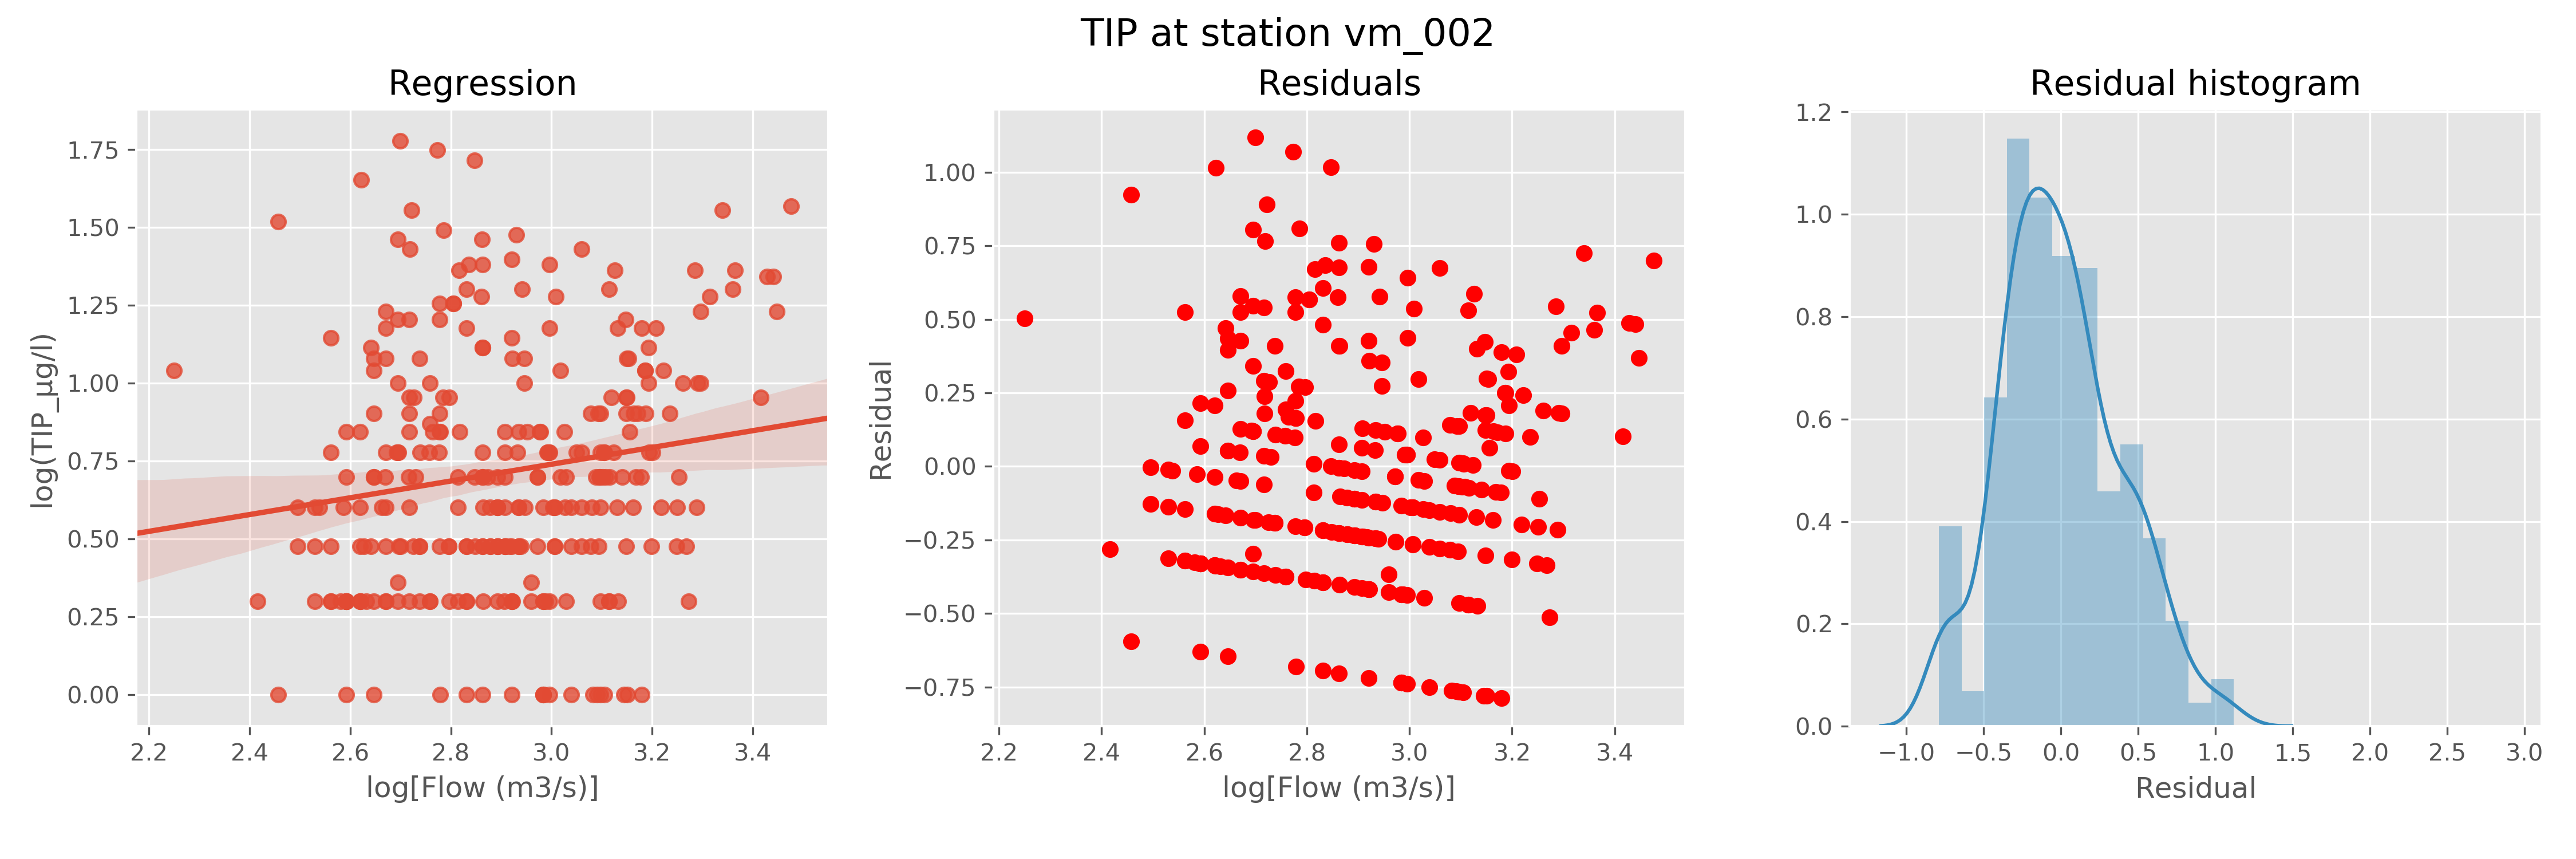 TIP at station vm_002
Regression
1.75
1.50
1.25
1.00
0.75
0.50
0.25
0.00
log(TIP_µg/l)
2.2 2.4 2.6 2.8 3.0 3.2 3.4
log[Flow (m3/s)]
Residuals
1.00
0.75
0.50
0.25
0.00
−0.25
−0.50
−0.75
Residual
2.2 2.4 2.6 2.8 3.0 3.2 3.4
log[Flow (m3/s)]
Residual histogram
1.2
1.0
0.8
0.6
0.4
0.2
0.0
−1.0 −0.5 0.0 0.5 1.0 1.5 2.0 2.5 3.0
Residual